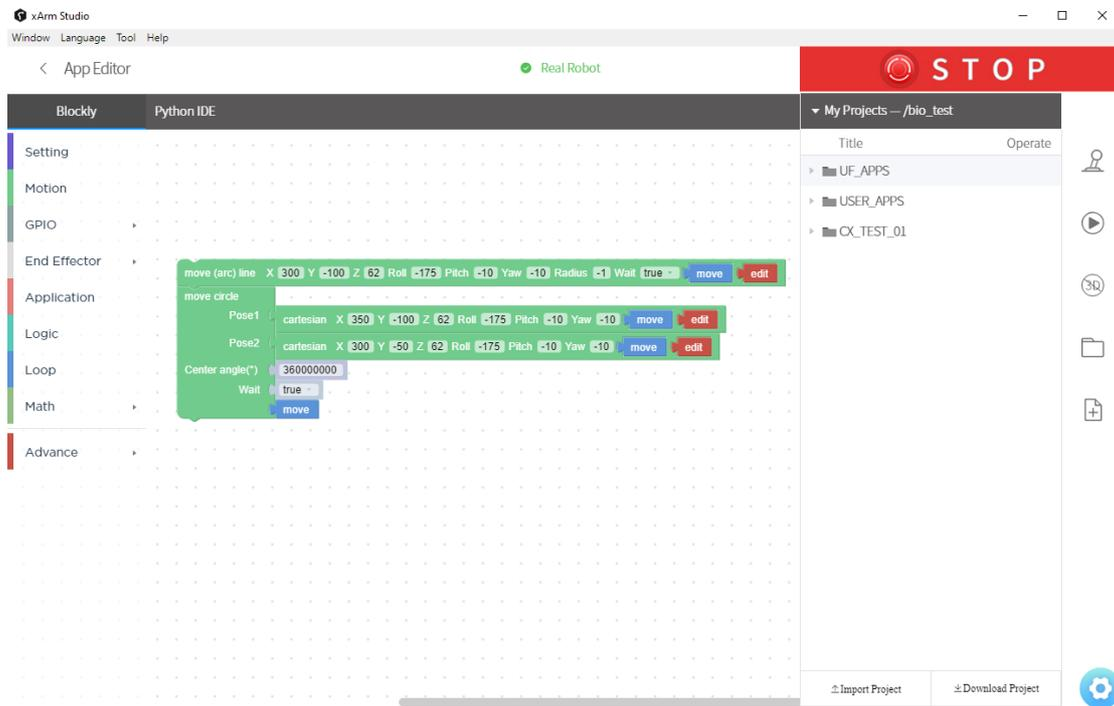 xArm Studio
Window Language Tool Help
App Editor
Real Robot
STOP
Blockly Python IDE
My Projects — /bio_test
Title Operate
Setting
Motion
GPIO
End Effector
Application
Logic
Loop
Math
Advance
move (arc) line X 300 Y -100 Z 62 Roll -175 Pitch -10 Yaw -10 Radius -1 Wait true move edit
move circle
Pose1 cartesian X 350 Y -100 Z 62 Roll -175 Pitch -10 Yaw -10 move edit
Pose2 cartesian X 300 Y -50 Z 62 Roll -175 Pitch -10 Yaw -10 move edit
Center angle(°) 360000000
Wait true
move
UF_APPS
USER_APPS
CX_TEST_01
3D
Import Project Download Project